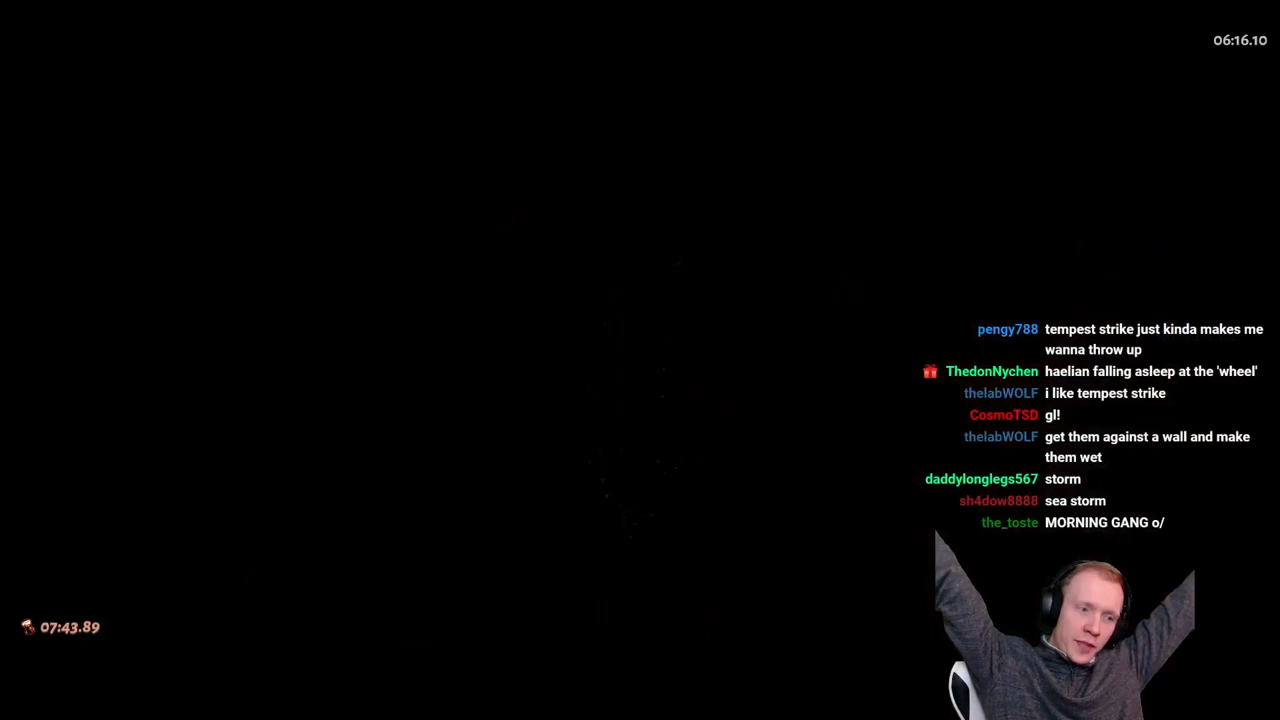 06:16.10
pengy788 tempest strike just kinda makes me
wanna throw up
ThedonNychen haelian falling asleep at the 'wheel'
thelabWOLF i like tempest strike
CosmoTSD gl!
thelabWOLF get them against a wall and make
them wet
daddylonglegs567 storm
sh4dow8888 sea storm
the_toste MORNING GANG o/
07:43.89